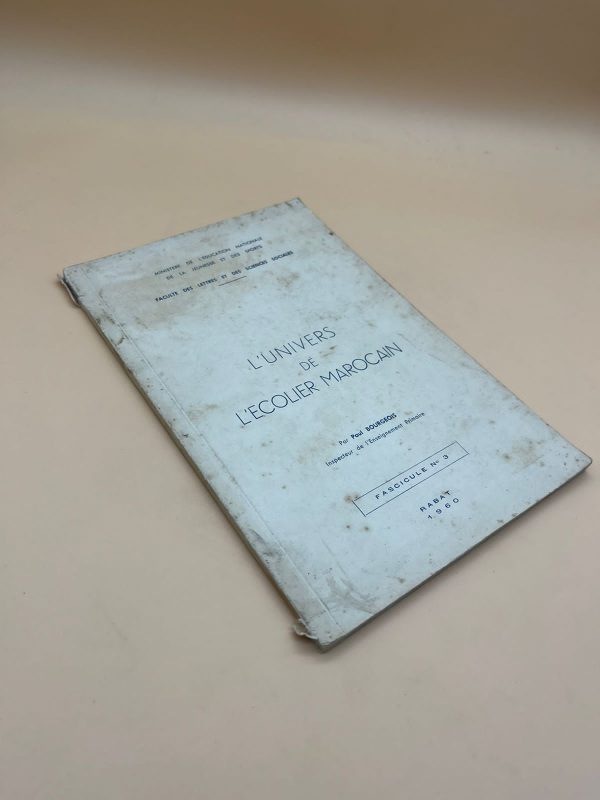 MINISTERE DE L'EDUCATION NATIONALE
DE LA JEUNESSE ET DES SPORTS
FACULTE DES LETTRES ET DES SCIENCES SOCIALES
L'UNIVERS
DE
L'ECOLIER MAROCAIN
Par Paul BOURGEOIS
Inspecteur de l'Enseignement Primaire
FASCICULE No 3
RABAT
1960